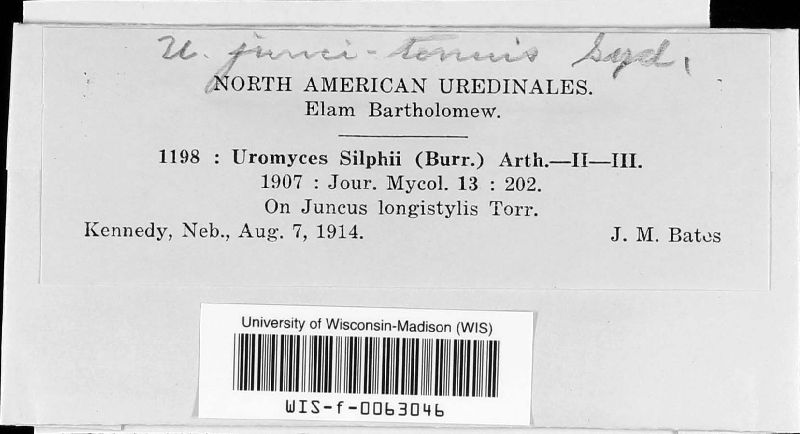 U. junci-tenuis Syd.
NORTH AMERICAN UREDINALES.
Elam Bartholomew.
1198 : Uromyces Silphii (Burr.) Arth.—II—III.
1907 : Jour. Mycol. 13 : 202.
On Juncus longistylis Torr.
Kennedy, Neb., Aug. 7, 1914. J. M. Bates
University of Wisconsin-Madison (WIS)
WIS-f-0063046